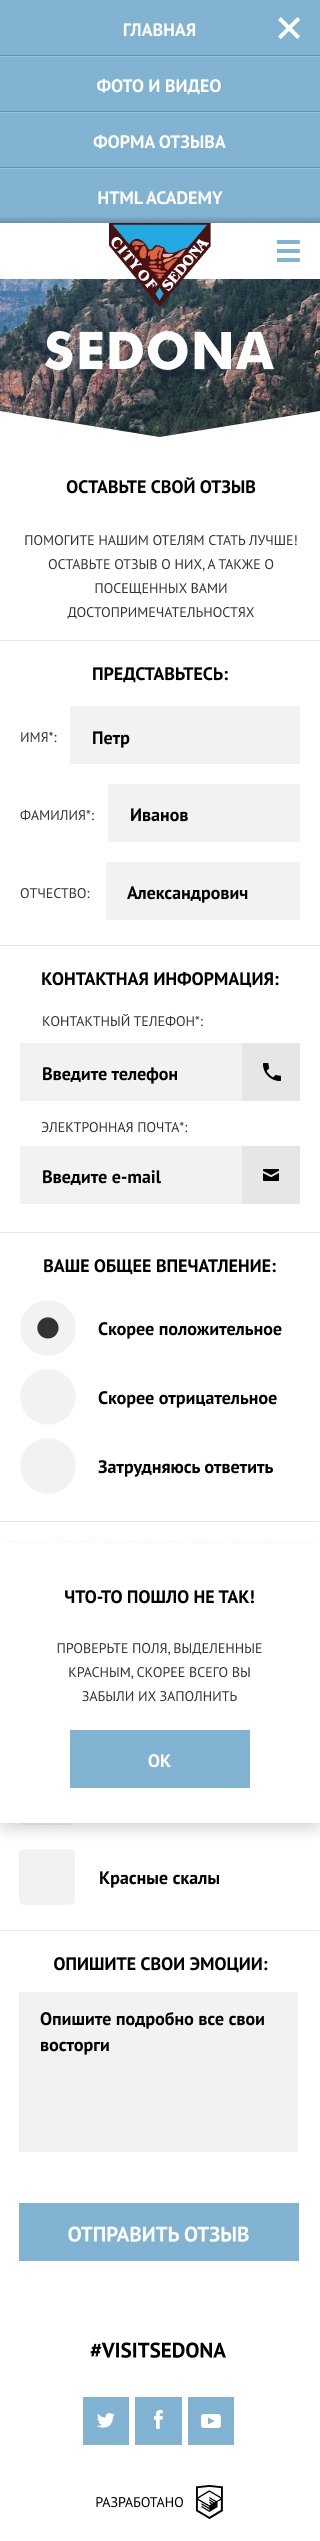 ГЛАВНАЯ
ФОТО И ВИДЕО
ФОРМА ОТЗЫВА
HTML ACADEMY
CITY OF SEDONA
SEDONA
ОСТАВЬТЕ СВОЙ ОТЗЫВ
ПОМОГИТЕ НАШИМ ОТЕЛЯМ СТАТЬ ЛУЧШЕ!
ОСТАВЬТЕ ОТЗЫВ О НИХ, А ТАКЖЕ О
ПОСЕЩЕННЫХ ВАМИ
ДОСТОПРИМЕЧАТЕЛЬНОСТЯХ
ПРЕДСТАВЬТЕСЬ:
ИМЯ*: Петр
ФАМИЛИЯ*: Иванов
ОТЧЕСТВО: Александрович
КОНТАКТНАЯ ИНФОРМАЦИЯ:
КОНТАКТНЫЙ ТЕЛЕФОН*:
Введите телефон
ЭЛЕКТРОННАЯ ПОЧТА*:
Введите e-mail
ВАШЕ ОБЩЕЕ ВПЕЧАТЛЕНИЕ:
Скорее положительное
Скорее отрицательное
Затрудняюсь ответить
ЧТО-ТО ПОШЛО НЕ ТАК!
ПРОВЕРЬТЕ ПОЛЯ, ВЫДЕЛЕННЫЕ
КРАСНЫМ, СКОРЕЕ ВСЕГО ВЫ
ЗАБЫЛИ ИХ ЗАПОЛНИТЬ
ОК
Красные скалы
ОПИШИТЕ СВОИ ЭМОЦИИ:
Опишите подробно все свои
восторги
ОТПРАВИТЬ ОТЗЫВ
#VISITSEDONA
РАЗРАБОТАНО